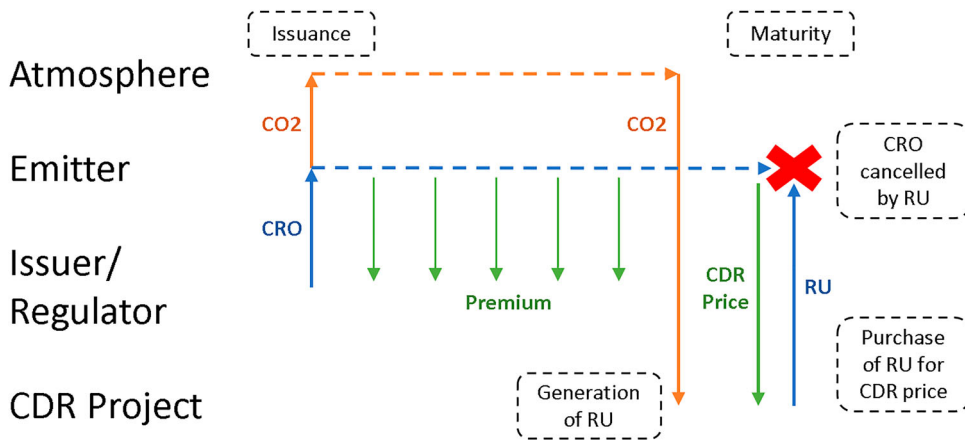 Issuance
Maturity
Atmosphere
CO2
CO2
Emitter
CRO
cancelled
by RU
CRO
Issuer/
Regulator
Premium
CDR
Price
RU
Purchase
of RU for
CDR price
Generation
of RU
CDR Project